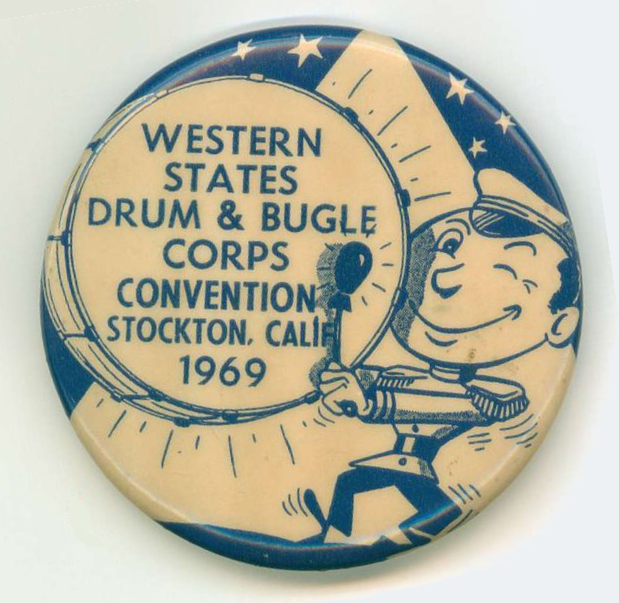 WESTERN
STATES
DRUM & BUGLE
CORPS
CONVENTION
STOCKTON, CALIF
1969